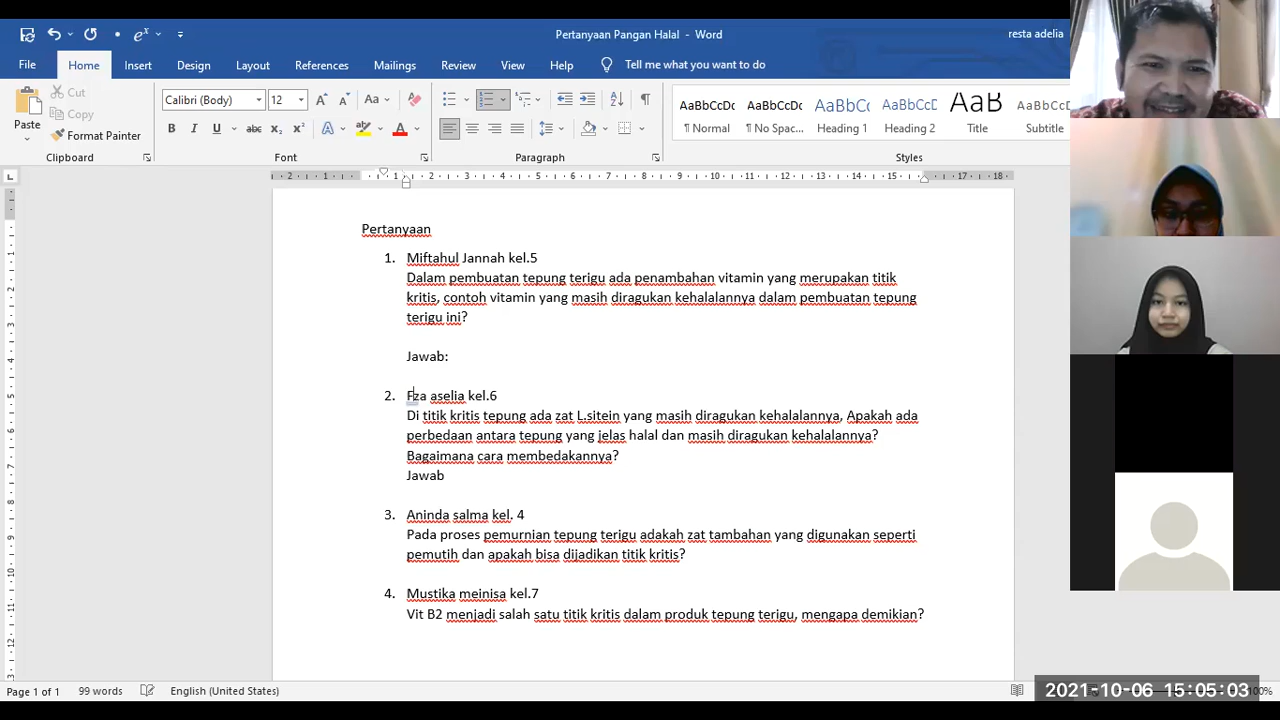 Pertanyaan Pangan Halal - Word
resta adelia
File Home Insert Design Layout References Mailings Review View Help Tell me what you want to do
Paste
Cut
Copy
Format Painter
Clipboard
Calibri (Body) 12
Font
Paragraph
AaBbCcDc AaBbCcDc AaBbCc AaBbCcD AaB AaBbCcD
¶ Normal ¶ No Spac... Heading 1 Heading 2 Title Subtitle
Styles
Pertanyaan
1. Miftahul Jannah kel.5
Dalam pembuatan tepung terigu ada penambahan vitamin yang merupakan titik
kritis, contoh vitamin yang masih diragukan kehalalannya dalam pembuatan tepung
terigu ini?
Jawab:
2. Fza aselia kel.6
Di titik kritis tepung ada zat L.sitein yang masih diragukan kehalalannya, Apakah ada
perbedaan antara tepung yang jelas halal dan masih diragukan kehalalannya?
Bagaimana cara membedakannya?
Jawab
3. Aninda salma kel. 4
Pada proses pemurnian tepung terigu adakah zat tambahan yang digunakan seperti
pemutih dan apakah bisa dijadikan titik kritis?
4. Mustika meinisa kel.7
Vit B2 menjadi salah satu titik kritis dalam produk tepung terigu, mengapa demikian?
Page 1 of 1 99 words English (United States)
2021-10-06 15:05:03